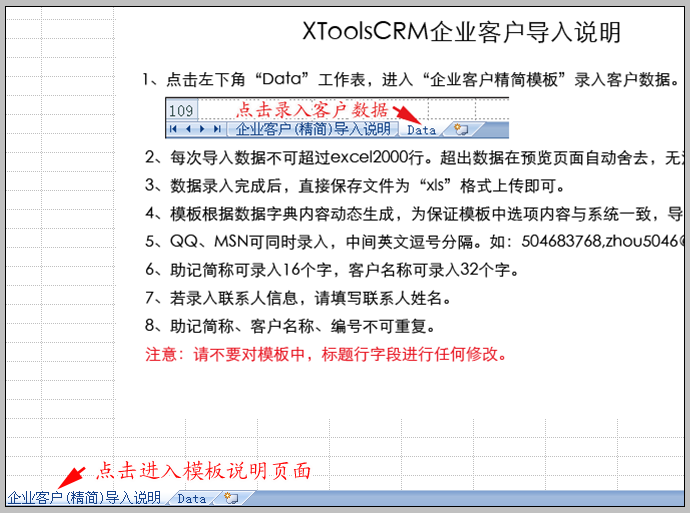 XToolsCRM企业客户导入说明
1、点击左下角“Data”工作表，进入“企业客户精简模板”录入客户数据。
点击录入客户数据
109
企业客户(精简)导入说明 Data
2、每次导入数据不可超过excel2000行。超出数据在预览页面自动舍去，无
3、数据录入完成后，直接保存文件为“xls”格式上传即可。
4、模板根据数据字典内容动态生成，为保证模板中选项内容与系统一致，导
5、QQ、MSN可同时录入，中间英文逗号分隔。如：504683768,zhou5046@
6、助记简称可录入16个字，客户名称可录入32个字。
7、若录入联系人信息，请填写联系人姓名。
8、助记简称、客户名称、编号不可重复。
注意：请不要对模板中，标题行字段进行任何修改。
点击进入模板说明页面
企业客户(精简)导入说明 Data